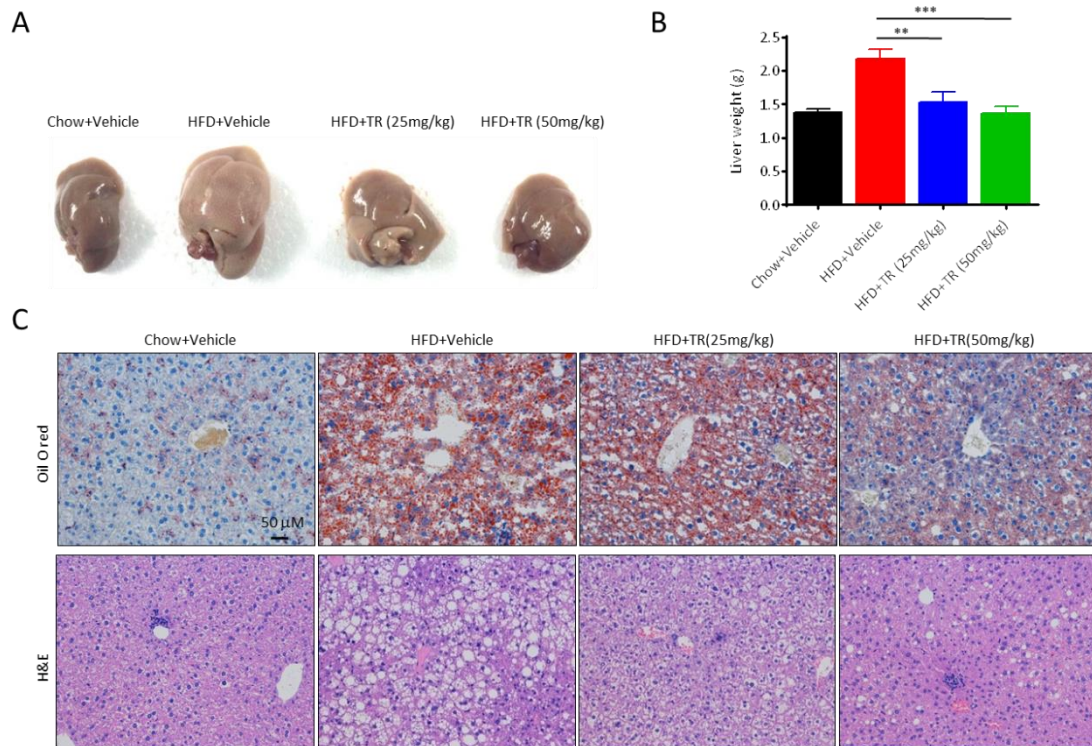 A
Chow+Vehicle HFD+Vehicle HFD+TR (25mg/kg) HFD+TR (50mg/kg)
B
***
**
Liver weight (g)
2.5
2.0
1.5
1.0
0.5
0.0
Chow+Vehicle
HFD+Vehicle
HFD+TR (25mg/kg)
HFD+TR (50mg/kg)
C
Chow+Vehicle HFD+Vehicle HFD+TR(25mg/kg) HFD+TR(50mg/kg)
Oil O red
50 μM
H&E